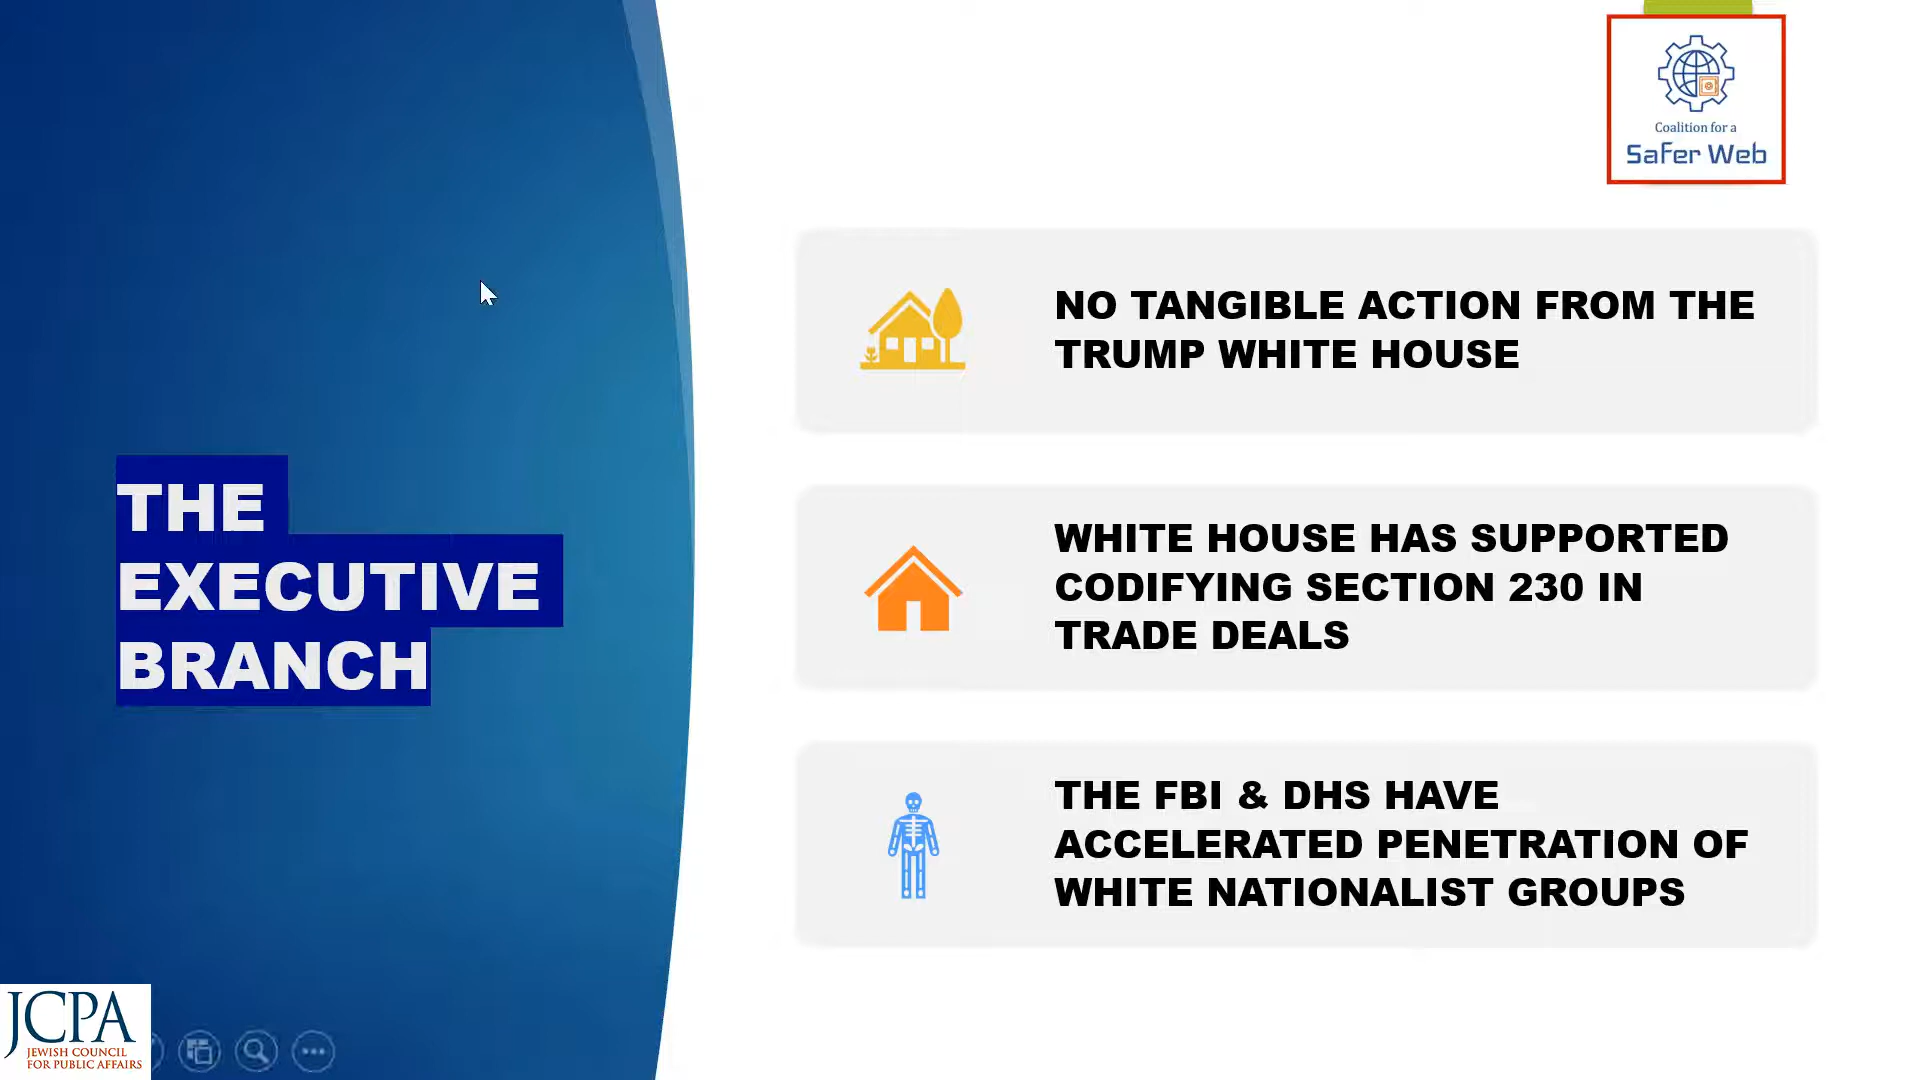 Coalition for a
Safer Web
THE
EXECUTIVE
BRANCH
NO TANGIBLE ACTION FROM THE
TRUMP WHITE HOUSE
WHITE HOUSE HAS SUPPORTED
CODIFYING SECTION 230 IN
TRADE DEALS
THE FBI & DHS HAVE
ACCELERATED PENETRATION OF
WHITE NATIONALIST GROUPS
JCPA
JEWISH COUNCIL
FOR PUBLIC AFFAIRS